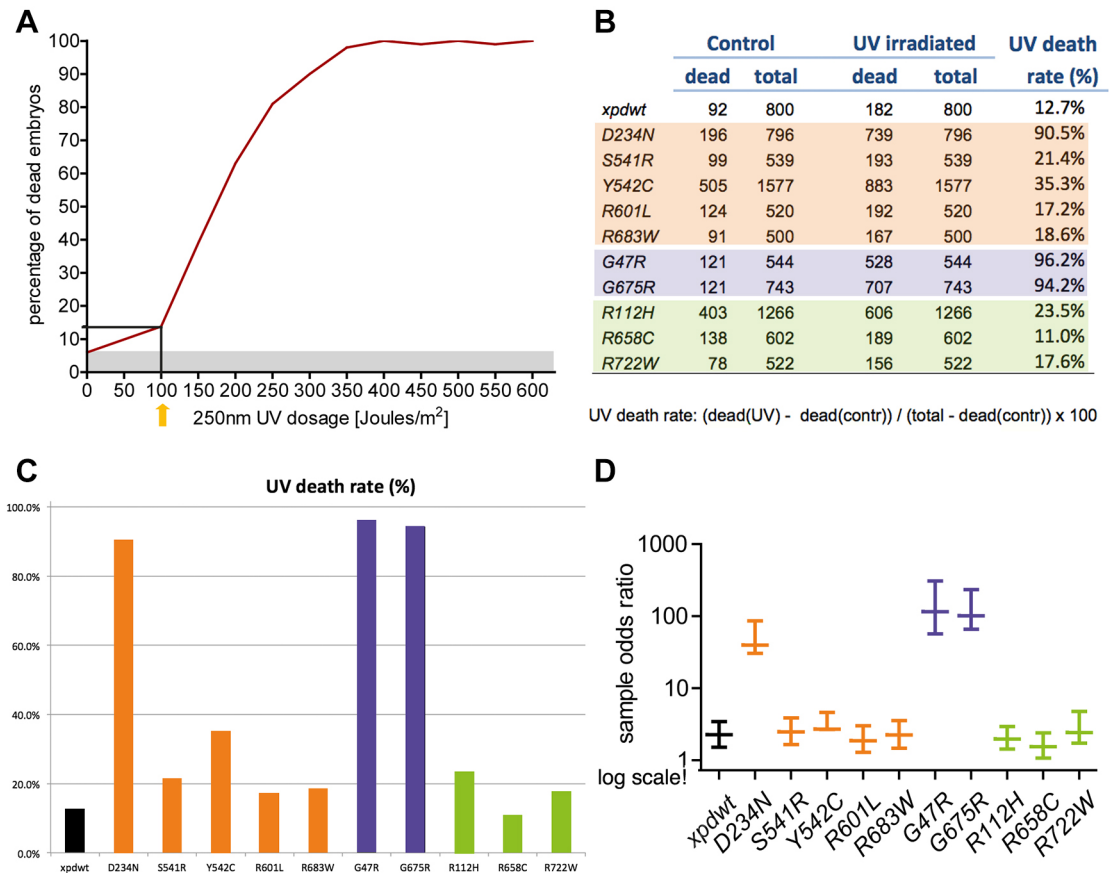 A
100
90
80
70
60
50
40
30
20
10
0
percentage of dead embryos
0 50 100 150 200 250 300 350 400 450 500 550 600
250nm UV dosage [Joules/m²]
B
Control UV irradiated UV death
dead total dead total rate (%)
xpdwt 92 800 182 800 12.7%
D234N 196 796 739 796 90.5%
S541R 99 539 193 539 21.4%
Y542C 505 1577 883 1577 35.3%
R601L 124 520 192 520 17.2%
R683W 91 500 167 500 18.6%
G47R 121 544 528 544 96.2%
G675R 121 743 707 743 94.2%
R112H 403 1266 606 1266 23.5%
R658C 138 602 189 602 11.0%
R722W 78 522 156 522 17.6%
UV death rate: (dead(UV) - dead(contr)) / (total - dead(contr)) x 100
C
UV death rate (%)
100.0%
80.0%
60.0%
40.0%
20.0%
0.0%
xpdwt D234N S541R Y542C R601L R683W G47R G675R R112H R658C R722W
D
1000
100
10
1
sample odds ratio
log scale!
xpdwt D234N S541R Y542C R601L R683W G47R G675R R112H R658C R722W